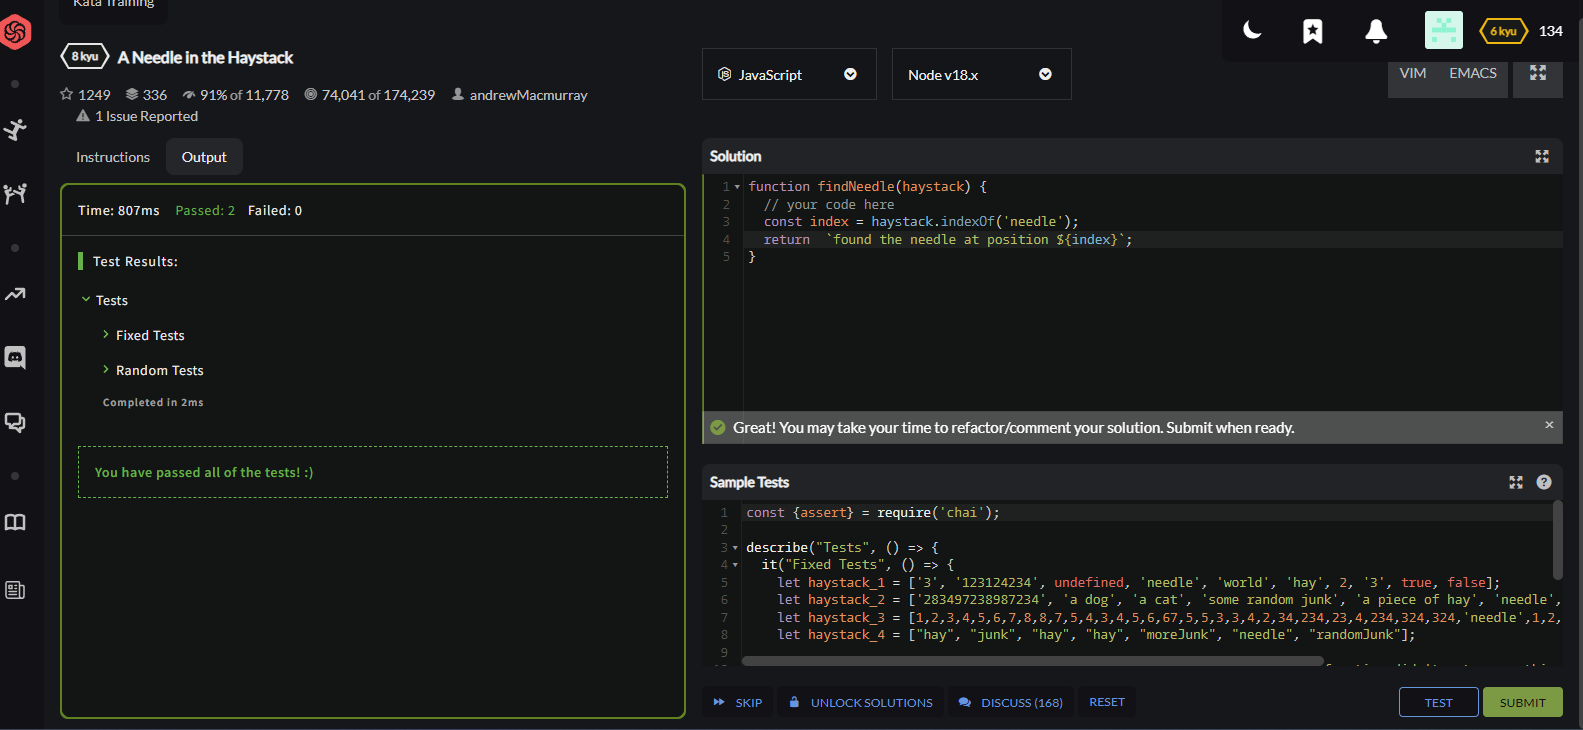 Kata Training
8 kyu A Needle in the Haystack
1249 336 91% of 11,778 74,041 of 174,239 andrewMacmurray
1 Issue Reported
Instructions Output
Time: 807ms Passed: 2 Failed: 0
Test Results:
Tests
Fixed Tests
Random Tests
Completed in 2ms
You have passed all of the tests! :)
6 kyu 134
JavaScript Node v18.x VIM EMACS
Solution
1 function findNeedle(haystack) {
2 // your code here
3 const index = haystack.indexOf('needle');
4 return  `found the needle at position ${index}`;
5 }
Great! You may take your time to refactor/comment your solution. Submit when ready. ×
Sample Tests ?
1 const {assert} = require('chai');
2
3 describe("Tests", () => {
4 it("Fixed Tests", () => {
5 let haystack_1 = ['3', '123124234', undefined, 'needle', 'world', 'hay', 2, '3', true, false];
6 let haystack_2 = ['283497238987234', 'a dog', 'a cat', 'some random junk', 'a piece of hay', 'needle',
7 let haystack_3 = [1,2,3,4,5,6,7,8,8,7,5,4,3,4,5,6,67,5,5,3,3,4,2,34,234,23,4,234,324,324,'needle',1,2,
8 let haystack_4 = ["hay", "junk", "hay", "hay", "moreJunk", "needle", "randomJunk"];
9
SKIP UNLOCK SOLUTIONS DISCUSS (168) RESET TEST SUBMIT